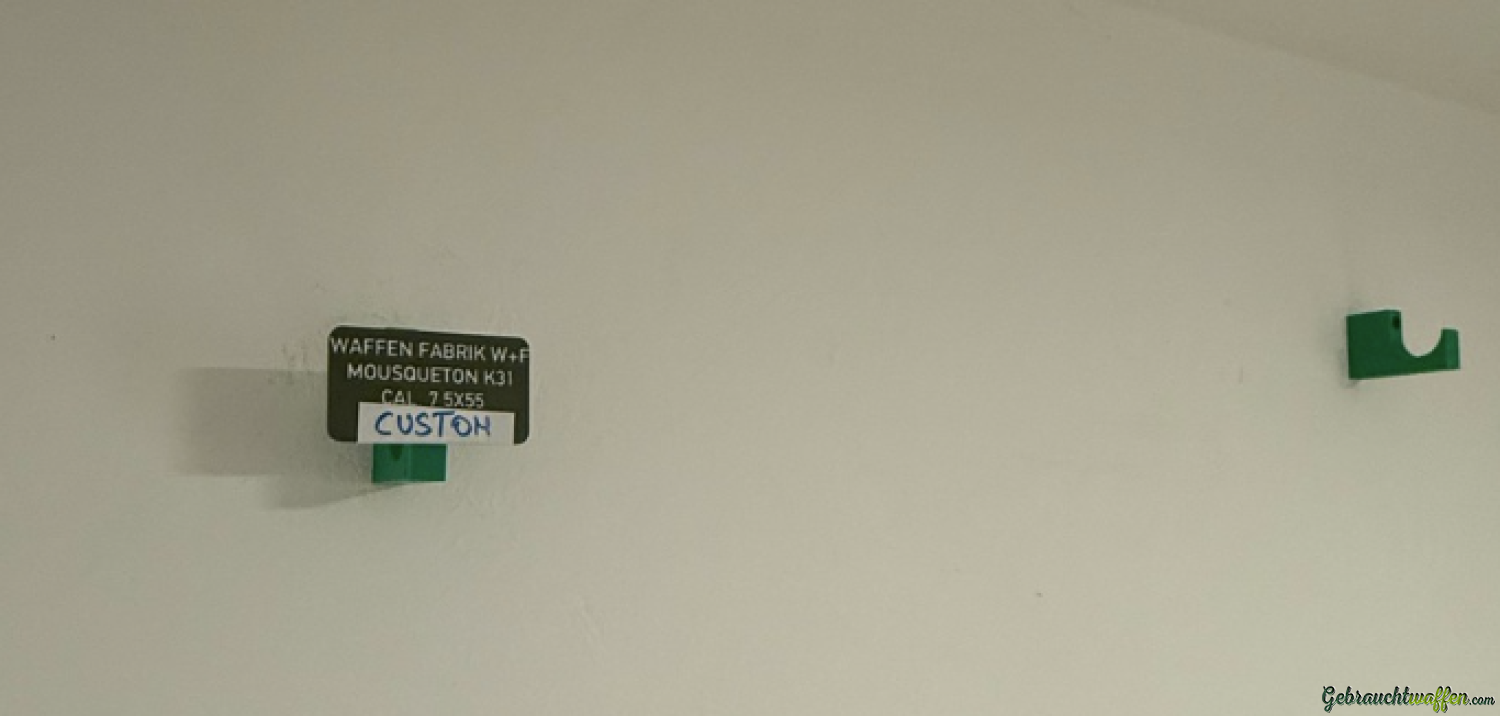 WAFFEN FABRIK W+F
MOUSQUETON K31
CAL. 7.5X55
CUSTOM
Gebrauchtwaffen.com